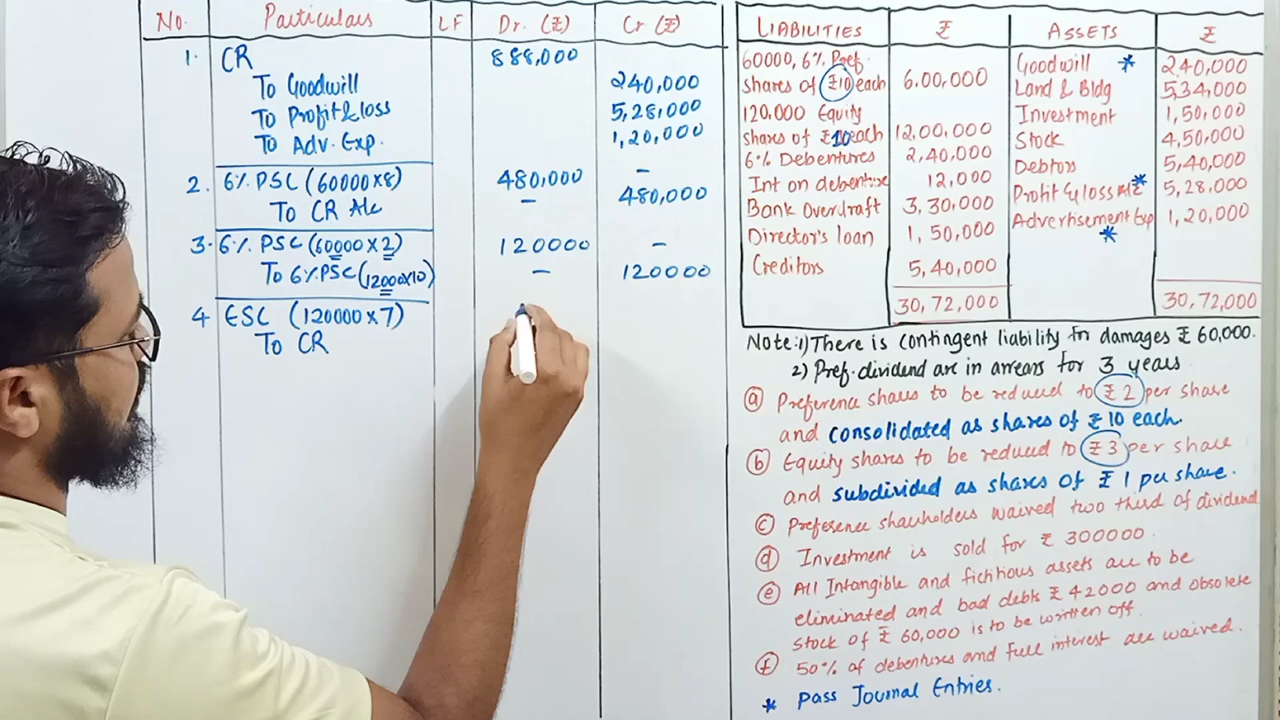 No. Particulars LF Dr. (₹) Cr (₹)
1. CR 888,000
To Goodwill 240,000
To Profit & loss 5,28,000
To Adv. Exp. 1,20,000
2. 6% PSC (60000×8) 480,000 –
To CR A/c – 480,000
3. 6% PSC (60000×2) 120000 –
To 6% PSC (12000×10) – 120000
4 ESC (120000×7)
To CR
LIABILITIES ₹ ASSETS ₹
60000, 6% Pref. Goodwill * 2,40,000
shares of ₹10 each 6,00,000 Land & Bldg 5,34,000
120,000 Equity Investment 1,50,000
shares of ₹10 each 12,00,000 Stock 4,50,000
6% Debentures 2,40,000 Debtors 5,40,000
Int on debenture 12,000 Profit & loss A/c * 5,28,000
Bank Overdraft 3,30,000 Advertisement Exp * 1,20,000
Director's loan 1,50,000
Creditors 5,40,000
30,72,000 30,72,000
Note:1) There is contingent liability for damages ₹ 60,000.
2) Pref. dividend are in arrears for 3 years
(a) Preference shares to be reduced to ₹2 per share
and consolidated as shares of ₹10 each.
(b) Equity shares to be reduced to ₹3 per share
and subdivided as shares of ₹1 per share.
(c) Preference shareholders waived two third of dividend
(d) Investment is sold for ₹ 300000.
(e) All Intangible and fictitious assets are to be
eliminated and bad debts ₹ 42000 and obsolete
stock of ₹ 60,000 is to be written off.
(f) 50% of debentures and full interest are waived.
* Pass Journal Entries.